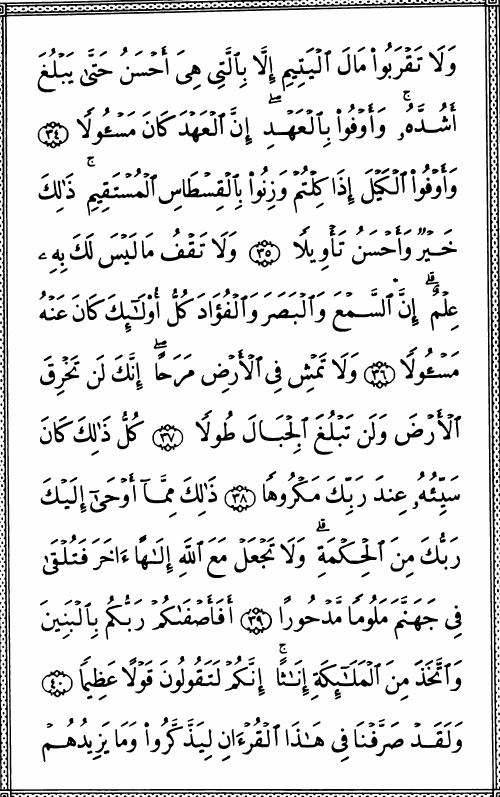 وَلَا تَقۡرَبُواْ مَالَ ٱلۡيَتِيمِ إِلَّا بِٱلَّتِي هِيَ أَحۡسَنُ حَتَّىٰ يَبۡلُغَ
أَشُدَّهُۥۚ وَأَوۡفُواْ بِٱلۡعَهۡدِۖ إِنَّ ٱلۡعَهۡدَ كَانَ مَسۡـُٔولٗا ٣٤
وَأَوۡفُواْ ٱلۡكَيۡلَ إِذَا كِلۡتُمۡ وَزِنُواْ بِٱلۡقِسۡطَاسِ ٱلۡمُسۡتَقِيمِۚ ذَٰلِكَ
خَيۡرٞ وَأَحۡسَنُ تَأۡوِيلٗا ٣٥ وَلَا تَقۡفُ مَا لَيۡسَ لَكَ بِهِۦ
عِلۡمٌۚ إِنَّ ٱلسَّمۡعَ وَٱلۡبَصَرَ وَٱلۡفُؤَادَ كُلُّ أُوْلَٰٓئِكَ كَانَ عَنۡهُ
مَسۡـُٔولٗا ٣٦ وَلَا تَمۡشِ فِي ٱلۡأَرۡضِ مَرَحًاۖ إِنَّكَ لَن تَخۡرِقَ
ٱلۡأَرۡضَ وَلَن تَبۡلُغَ ٱلۡجِبَالَ طُولٗا ٣٧ كُلُّ ذَٰلِكَ كَانَ
سَيِّئُهُۥ عِندَ رَبِّكَ مَكۡرُوهٗا ٣٨ ذَٰلِكَ مِمَّآ أَوۡحَىٰٓ إِلَيۡكَ
رَبُّكَ مِنَ ٱلۡحِكۡمَةِۗ وَلَا تَجۡعَلۡ مَعَ ٱللَّهِ إِلَٰهًا ءَاخَرَ فَتُلۡقَىٰ
فِي جَهَنَّمَ مَلُومٗا مَّدۡحُورًا ٣٩ أَفَأَصۡفَىٰكُمۡ رَبُّكُم بِٱلۡبَنِينَ
وَٱتَّخَذَ مِنَ ٱلۡمَلَٰٓئِكَةِ إِنَٰثًاۚ إِنَّكُمۡ لَتَقُولُونَ قَوۡلًا عَظِيمٗا ٤٠
وَلَقَدۡ صَرَّفۡنَا فِي هَٰذَا ٱلۡقُرۡءَانِ لِيَذَّكَّرُواْ وَمَا يَزِيدُهُمۡ